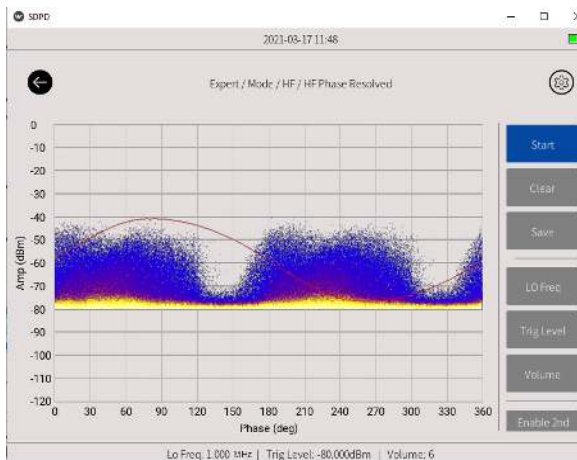 SDPD
2021-03-17 11:48
Expert / Mode / HF / HF Phase Resolved
Start
Clear
Save
LO Freq
Trig Level
Volume
Enable 2nd
Amp (dBm)
0
-10
-20
-30
-40
-50
-60
-70
-80
-90
-100
-110
-120
0 30 60 90 120 150 180 210 240 270 300 330 360
Phase (deg)
Lo Freq: 1.000 MHz | Trig Level: -80.000dBm | Volume: 6